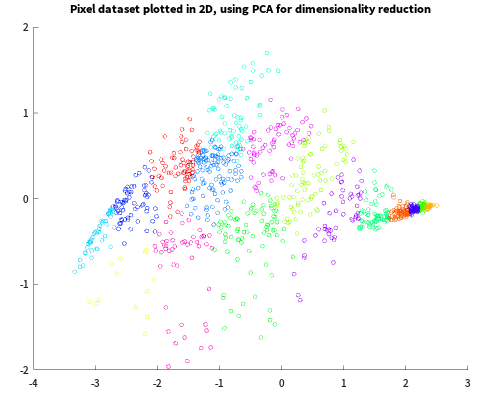 Pixel dataset plotted in 2D, using PCA for dimensionality reduction
2
1
0
-1
-2
-4 -3 -2 -1 0 1 2 3